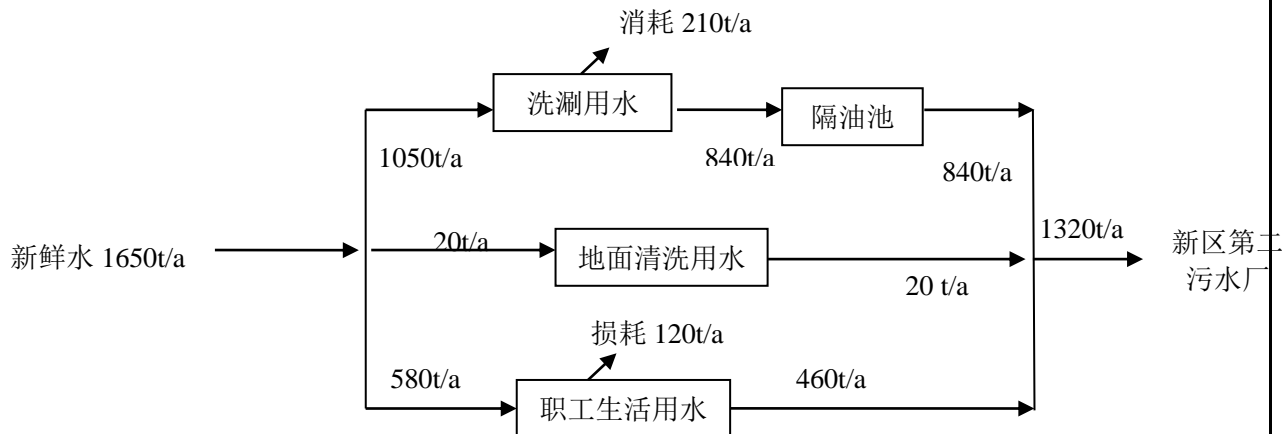 消耗 210t/a
洗涮用水
隔油池
1050t/a
840t/a
840t/a
新鲜水 1650t/a
20t/a
地面清洗用水
20 t/a
1320t/a
新区第二
污水厂
损耗 120t/a
580t/a
职工生活用水
460t/a